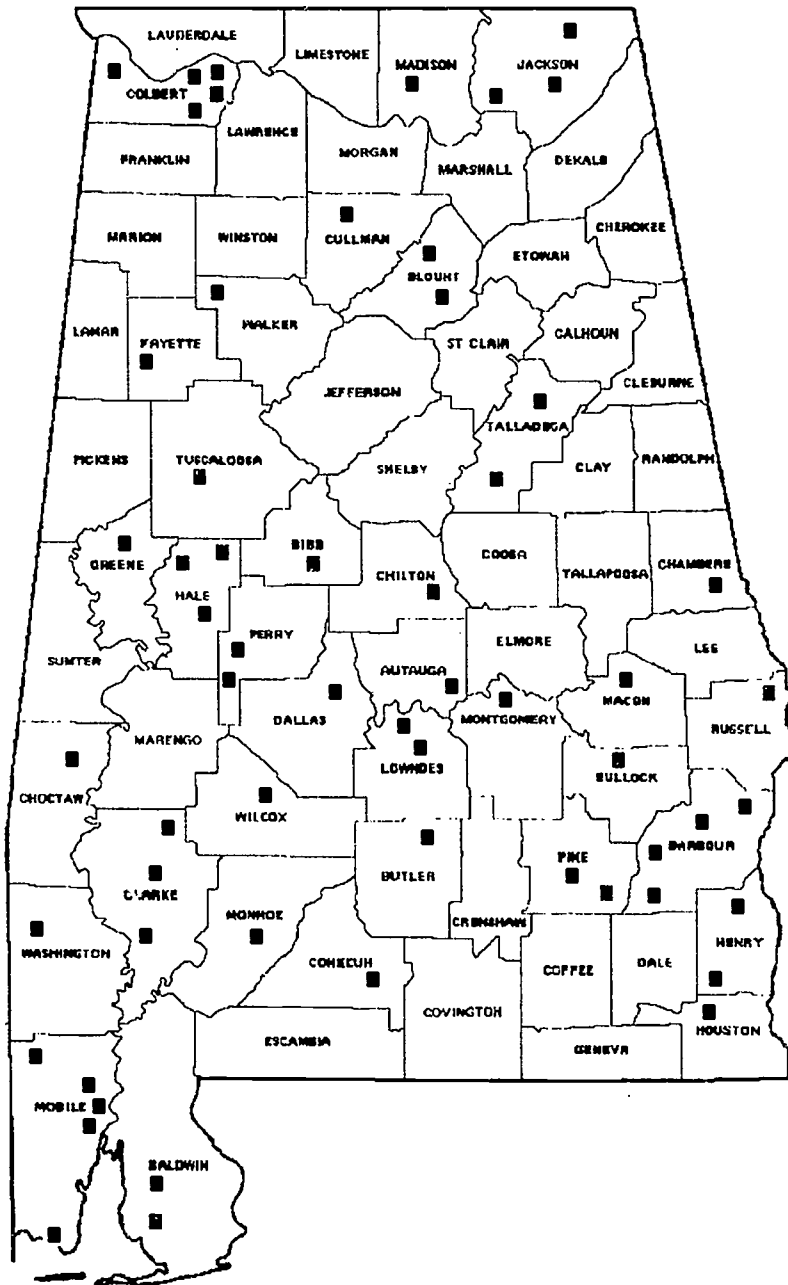 LAUDERDALE
LIMESTONE
MADISON
JACKSON
COLBERT
LAWRENCE
FRANKLIN
MORGAN
MARSHALL
DEKALB
MARION
WINSTON
CULLMAN
CHEROKEE
ETOWAH
BLOUNT
LAMAR
FAYETTE
WALKER
ST CLAIR
CALHOUN
JEFFERSON
CLEBURNE
TALLADEGA
PICKENS
TUSCALOOSA
SHELBY
CLAY
RANDOLPH
GREENE
BIBB
COOSA
HALE
CHILTON
TALLAPOOSA
CHAMBERS
PERRY
ELMORE
LEE
SUMTER
AUTAUGA
MACON
DALLAS
MONTGOMERY
RUSSELL
MARENGO
LOWNDES
BULLOCK
CHOCTAW
WILCOX
BARBOUR
BUTLER
PIKE
CLARKE
MONROE
CRENSHAW
WASHINGTON
HENRY
CONECUH
COFFEE
DALE
COVINGTON
HOUSTON
ESCAMBIA
GENEVA
MOBILE
BALDWIN